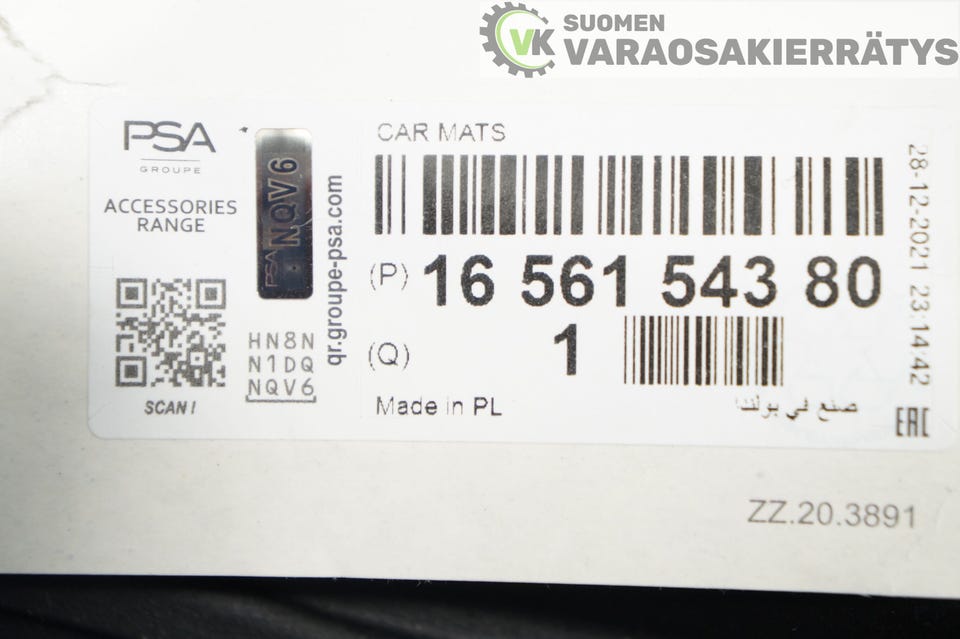 VK SUOMEN
VARAOSAKIERRÄTYS
PSA
GROUPE
ACCESSORIES
RANGE
SCAN!
PSA NQV6
HN8N
N1DQ
NQV6
qr.groupe-psa.com
CAR MATS
(P) 16 561 543 80
(Q) 1
Made in PL
صنع في بولندا
28-12-2021 23:14:42
EAC
ZZ.20.3891